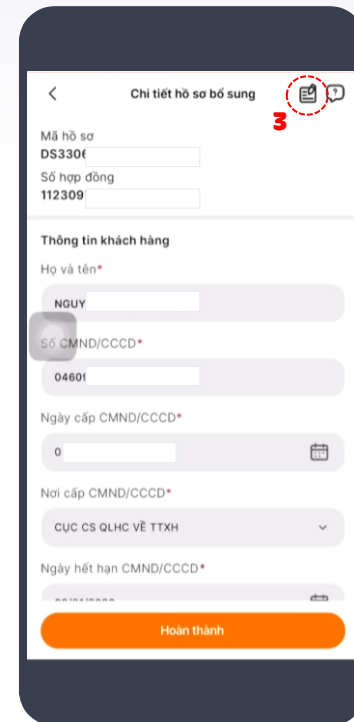 Chi tiết hồ sơ bổ sung
3
Mã hồ sơ
DS3306
Số hợp đồng
112309
Thông tin khách hàng
Họ và tên*
NGUY
Số CMND/CCCD*
04609
Ngày cấp CMND/CCCD*
0
Nơi cấp CMND/CCCD*
CỤC CS QLHC VỀ TTXH
Ngày hết hạn CMND/CCCD*
Hoàn thành